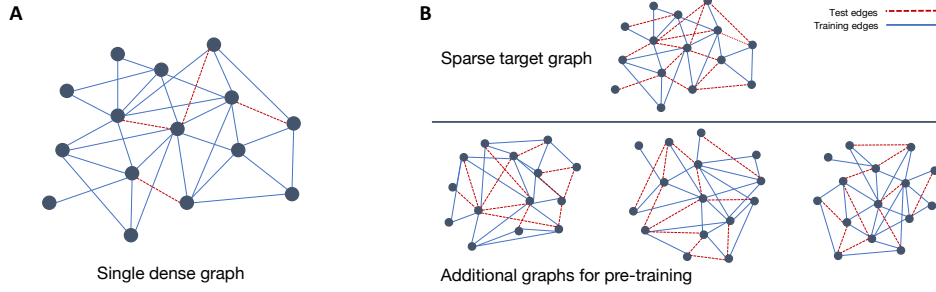 A
B
Test edges
Training edges
Sparse target graph
Single dense graph
Additional graphs for pre-training